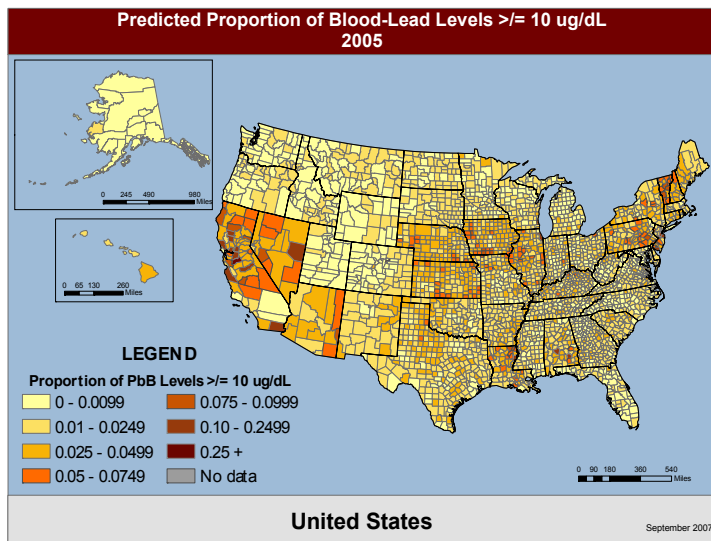 Predicted Proportion of Blood-Lead Levels >/= 10 ug/dL
2005
0 245 490 980
Miles
0 65 130 260
Miles
LEGEND
Proportion of PbB Levels >/= 10 ug/dL
0 - 0.0099
0.01 - 0.0249
0.025 - 0.0499
0.05 - 0.0749
0.075 - 0.0999
0.10 - 0.2499
0.25 +
No data
0 90 180 360 540
Miles
United States
September 2007